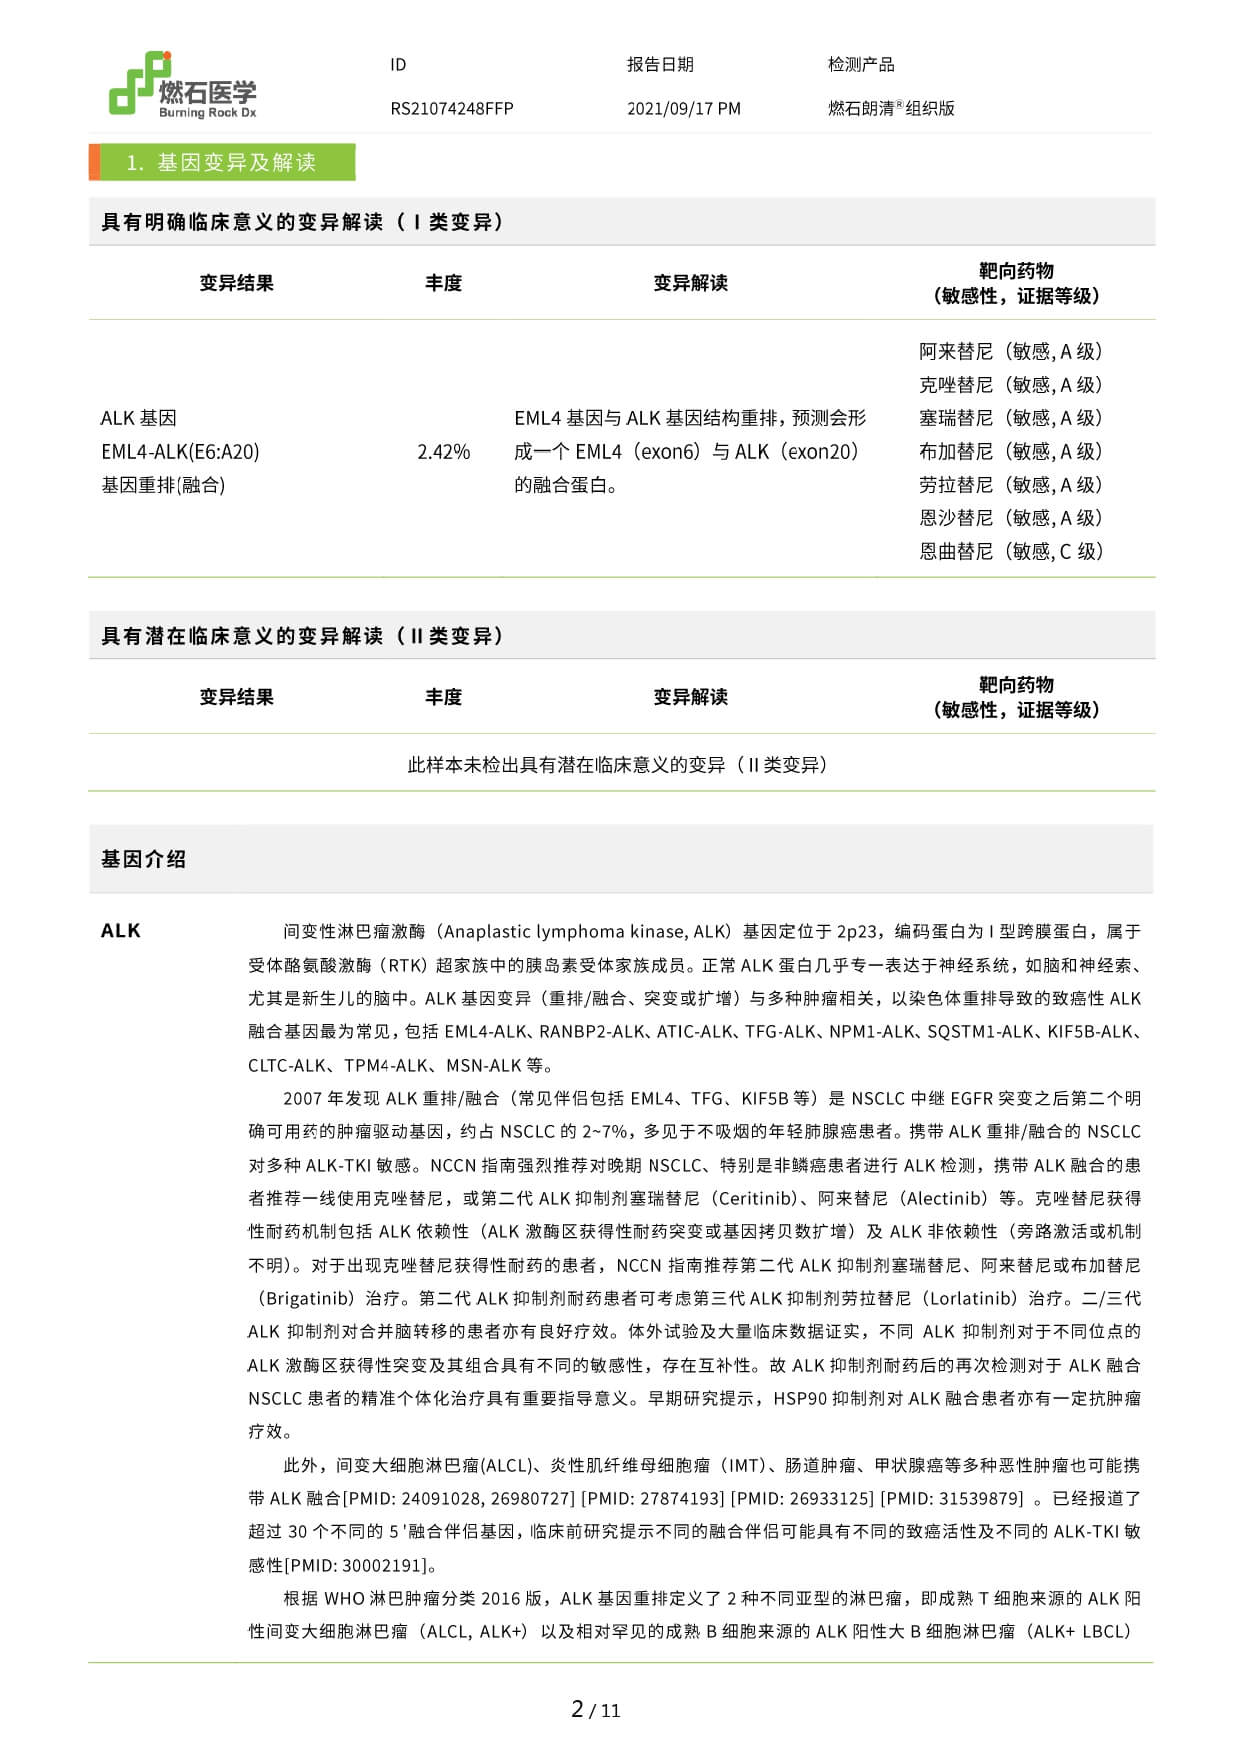 燃石医学
Burning Rock Dx
ID
报告日期
检测产品
RS21074248FFP
2021/09/17 PM
燃石朗清®组织版
1. 基因变异及解读
具有明确临床意义的变异解读（I 类变异）
变异结果
丰度
变异解读
靶向药物
（敏感性，证据等级）
ALK 基因
EML4-ALK(E6:A20)
基因重排(融合)
2.42%
EML4 基因与 ALK 基因结构重排，预测会形
成一个 EML4（exon6）与 ALK（exon20）
的融合蛋白。
阿来替尼（敏感, A 级）
克唑替尼（敏感, A 级）
塞瑞替尼（敏感, A 级）
布加替尼（敏感, A 级）
劳拉替尼（敏感, A 级）
恩沙替尼（敏感, A 级）
恩曲替尼（敏感, C 级）
具有潜在临床意义的变异解读（II 类变异）
变异结果
丰度
变异解读
靶向药物
（敏感性，证据等级）
此样本未检出具有潜在临床意义的变异（II 类变异）
基因介绍
ALK
间变性淋巴瘤激酶（Anaplastic lymphoma kinase, ALK）基因定位于 2p23，编码蛋白为 I 型跨膜蛋白，属于
受体酪氨酸激酶（RTK）超家族中的胰岛素受体家族成员。正常 ALK 蛋白几乎专一表达于神经系统，如脑和神经索、
尤其是新生儿的脑中。ALK 基因变异（重排/融合、突变或扩增）与多种肿瘤相关，以染色体重排导致的致癌性 ALK
融合基因最为常见，包括 EML4-ALK、RANBP2-ALK、ATIC-ALK、TFG-ALK、NPM1-ALK、SQSTM1-ALK、KIF5B-ALK、
CLTC-ALK、TPM4-ALK、MSN-ALK 等。
2007 年发现 ALK 重排/融合（常见伴侣包括 EML4、TFG、KIF5B 等）是 NSCLC 中继 EGFR 突变之后第二个明
确可用药的肿瘤驱动基因，约占 NSCLC 的 2~7%，多见于不吸烟的年轻肺腺癌患者。携带 ALK 重排/融合的 NSCLC
对多种 ALK-TKI 敏感。NCCN 指南强烈推荐对晚期 NSCLC、特别是非鳞癌患者进行 ALK 检测，携带 ALK 融合的患
者推荐一线使用克唑替尼，或第二代 ALK 抑制剂塞瑞替尼（Ceritinib）、阿来替尼（Alectinib）等。克唑替尼获得
性耐药机制包括 ALK 依赖性（ALK 激酶区获得性耐药突变或基因拷贝数扩增）及 ALK 非依赖性（旁路激活或机制
不明）。对于出现克唑替尼获得性耐药的患者，NCCN 指南推荐第二代 ALK 抑制剂塞瑞替尼、阿来替尼或布加替尼
（Brigatinib）治疗。第二代 ALK 抑制剂耐药患者可考虑第三代 ALK 抑制剂劳拉替尼（Lorlatinib）治疗。二/三代
ALK 抑制剂对合并脑转移的患者亦有良好疗效。体外试验及大量临床数据证实，不同 ALK 抑制剂对于不同位点的
ALK 激酶区获得性突变及其组合具有不同的敏感性，存在互补性。故 ALK 抑制剂耐药后的再次检测对于 ALK 融合
NSCLC 患者的精准个体化治疗具有重要指导意义。早期研究提示，HSP90 抑制剂对 ALK 融合患者亦有一定抗肿瘤
疗效。
此外，间变大细胞淋巴瘤(ALCL)、炎性肌纤维母细胞瘤（IMT）、肠道肿瘤、甲状腺癌等多种恶性肿瘤也可能携
带 ALK 融合[PMID: 24091028, 26980727] [PMID: 27874193] [PMID: 26933125] [PMID: 31539879] 。已经报道了
超过 30 个不同的 5 '融合伴侣基因，临床前研究提示不同的融合伴侣可能具有不同的致癌活性及不同的 ALK-TKI 敏
感性[PMID: 30002191]。
根据 WHO 淋巴肿瘤分类 2016 版，ALK 基因重排定义了 2 种不同亚型的淋巴瘤，即成熟 T 细胞来源的 ALK 阳
性间变大细胞淋巴瘤（ALCL, ALK+）以及相对罕见的成熟 B 细胞来源的 ALK 阳性大 B 细胞淋巴瘤（ALK+ LBCL）
2 / 11